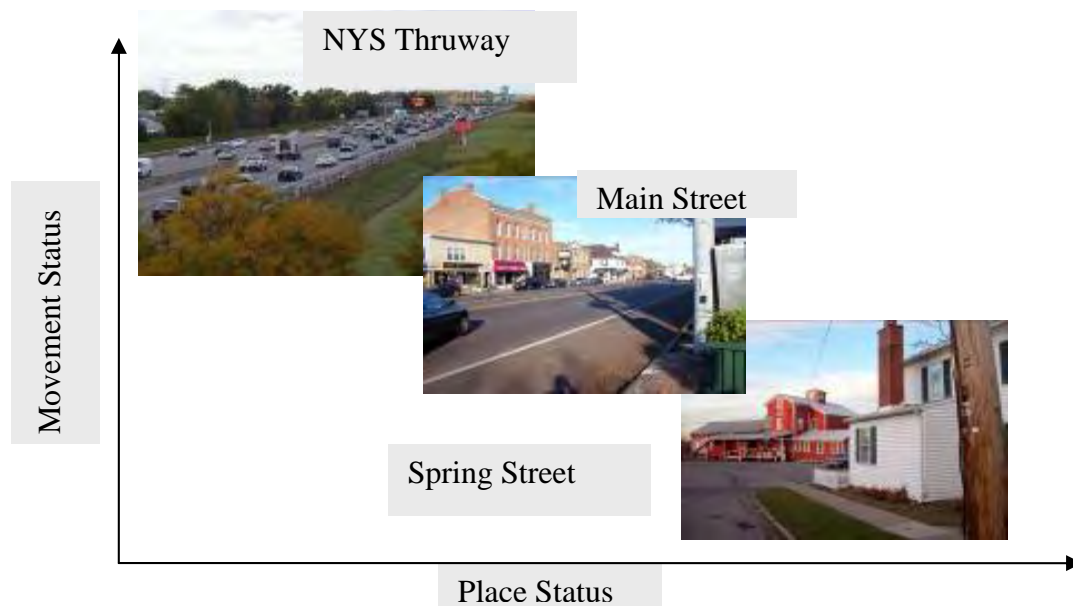 NYS Thruway
Main Street
Movement Status
Spring Street
Place Status